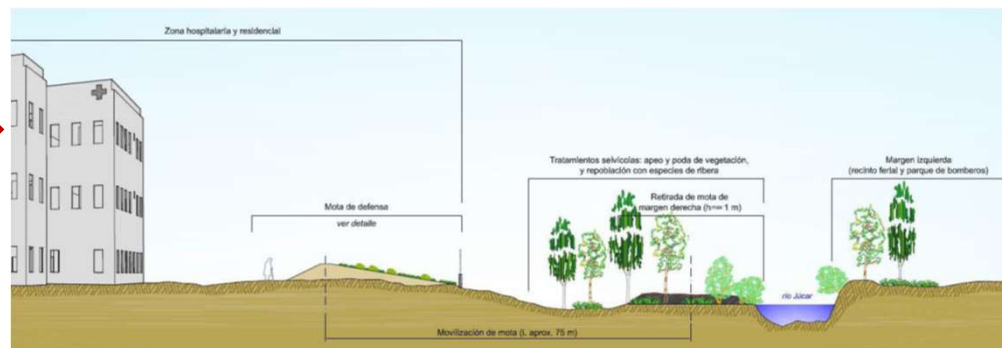 Zona hospitalaría y residencial
Tratamientos selvícolas: apeo y poda de vegetación,
y repoblación con especies de ribera
Margen izquierda
(recinto ferial y parque de bomberos)
Retirada de mota de
margen derecha (h=≈ 1 m)
Mota de defensa
ver detalle
río Júcar
Movilización de mota (l. aprox. 75 m)